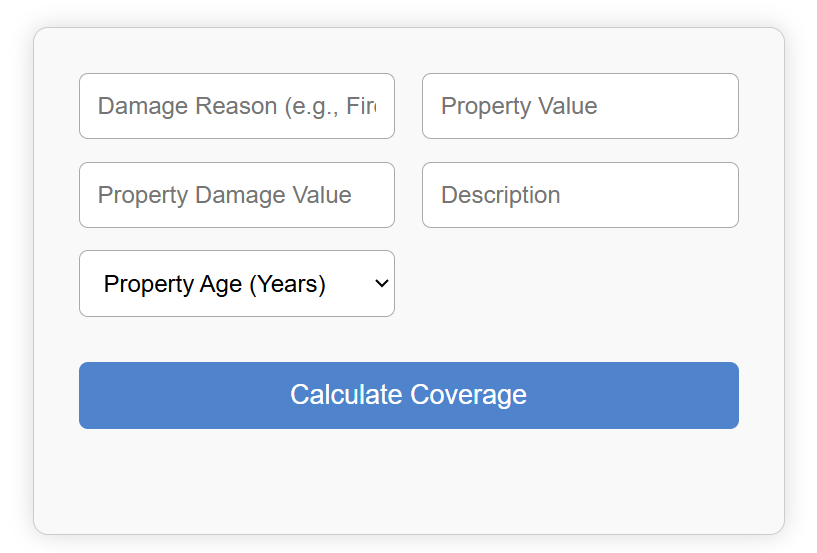 Damage Reason (e.g., Fir
Property Value
Property Damage Value
Description
Property Age (Years)
Calculate Coverage